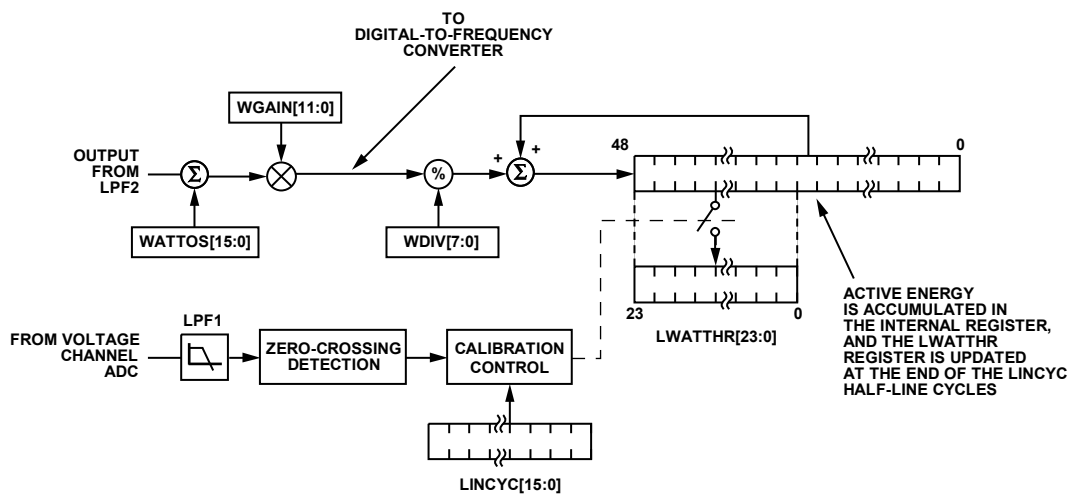 TO
DIGITAL-TO-FREQUENCY
CONVERTER
WGAIN[11:0]
OUTPUT
FROM
LPF2
Σ
%
+
+
Σ
48
0
WATTOS[15:0]
WDIV[7:0]
23
0
LWATTHR[23:0]
ACTIVE ENERGY
IS ACCUMULATED IN
THE INTERNAL REGISTER,
AND THE LWATTHR
REGISTER IS UPDATED
AT THE END OF THE LINCYC
HALF-LINE CYCLES
FROM VOLTAGE
CHANNEL
ADC
LPF1
ZERO-CROSSING
DETECTION
CALIBRATION
CONTROL
LINCYC[15:0]